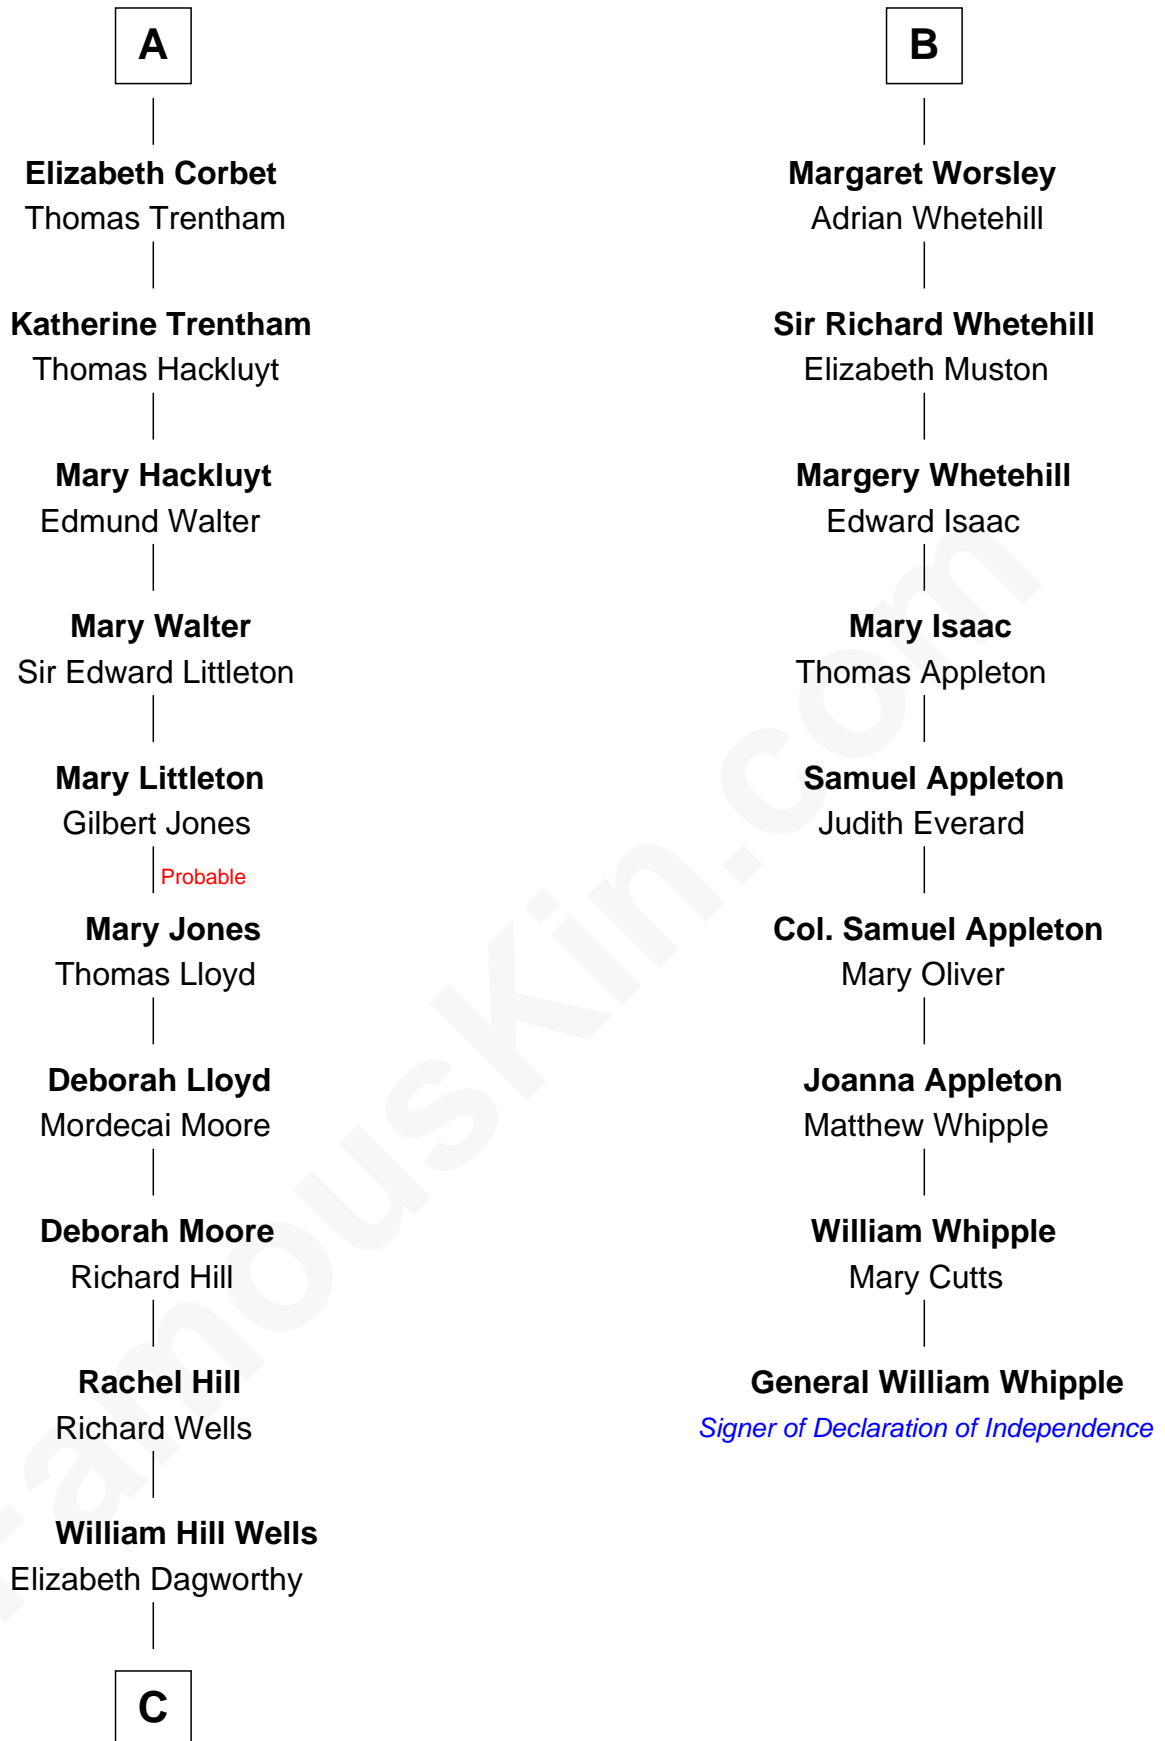 A
Elizabeth Corbet
Thomas Trentham
Katherine Trentham
Thomas Hackluyt
Mary Hackluyt
Edmund Walter
Mary Walter
Sir Edward Littleton
Mary Littleton
Gilbert Jones
Probable
Mary Jones
Thomas Lloyd
Deborah Lloyd
Mordecai Moore
Deborah Moore
Richard Hill
Rachel Hill
Richard Wells
William Hill Wells
Elizabeth Dagworthy
C
B
Margaret Worsley
Adrian Whetehill
Sir Richard Whetehill
Elizabeth Muston
Margery Whetehill
Edward Isaac
Mary Isaac
Thomas Appleton
Samuel Appleton
Judith Everard
Col. Samuel Appleton
Mary Oliver
Joanna Appleton
Matthew Whipple
William Whipple
Mary Cutts
General William Whipple
Signer of Declaration of Independence
FamousKin.com